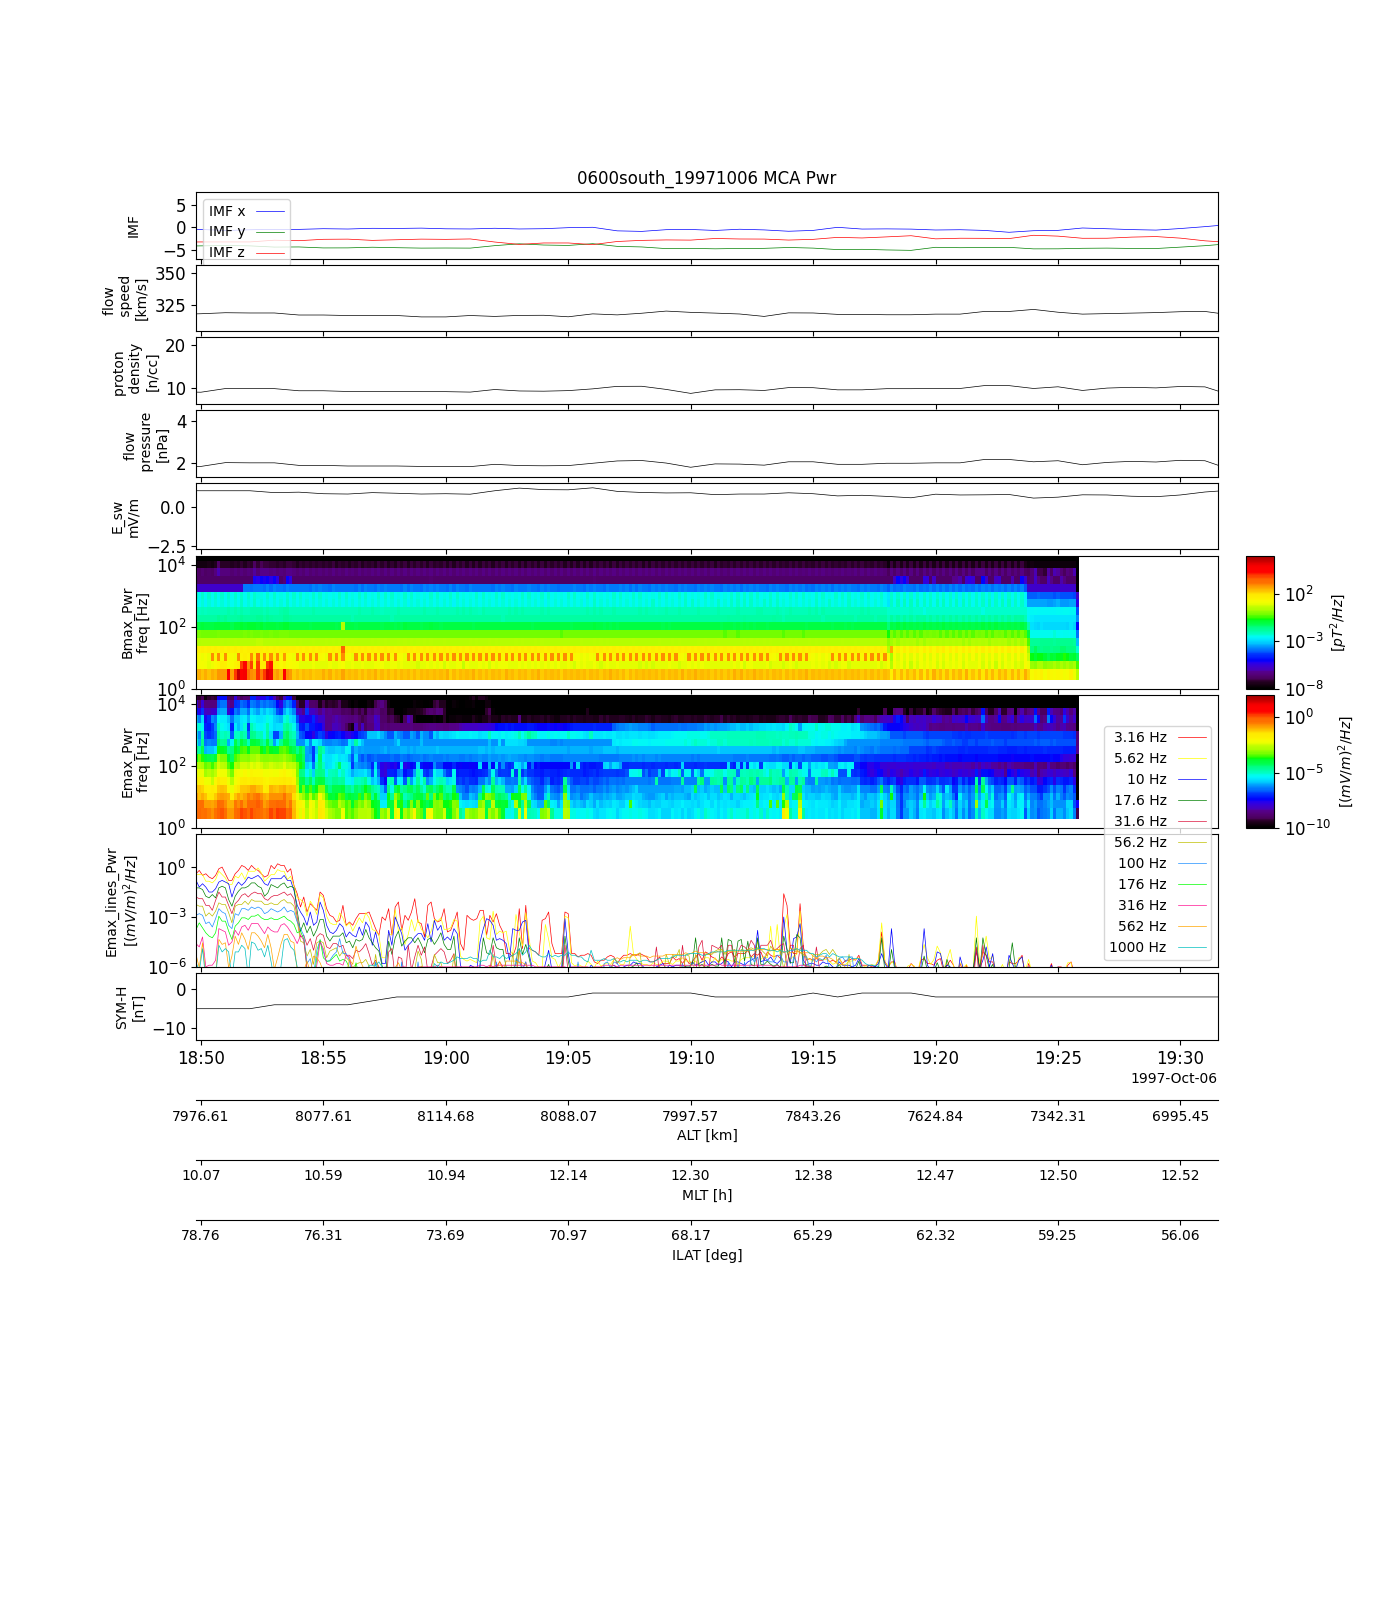 0600south_19971006 MCA Pwr
5
0
−5
IMF
IMF x
IMF y
IMF z
350
325
flow
speed
[km/s]
20
10
proton
density
[n/cc]
4
2
flow
pressure
[nPa]
0.0
−2.5
E_sw
mV/m
10^4
10^2
10^0
Bmax_Pwr
freq [Hz]
10^2
10^−3
10^−8
[pT^2/Hz]
10^4
10^2
10^0
Emax_Pwr
freq [Hz]
10^0
10^−5
10^−10
[(mV/m)^2/Hz]
3.16 Hz
5.62 Hz
10 Hz
17.6 Hz
31.6 Hz
56.2 Hz
100 Hz
176 Hz
316 Hz
562 Hz
1000 Hz
10^0
10^−3
10^−6
Emax_lines_Pwr
[(mV/m)^2/Hz]
0
−10
SYM-H
[nT]
18:50 18:55 19:00 19:05 19:10 19:15 19:20 19:25 19:30
1997-Oct-06
7976.61 8077.61 8114.68 8088.07 7997.57 7843.26 7624.84 7342.31 6995.45
ALT [km]
10.07 10.59 10.94 12.14 12.30 12.38 12.47 12.50 12.52
MLT [h]
78.76 76.31 73.69 70.97 68.17 65.29 62.32 59.25 56.06
ILAT [deg]